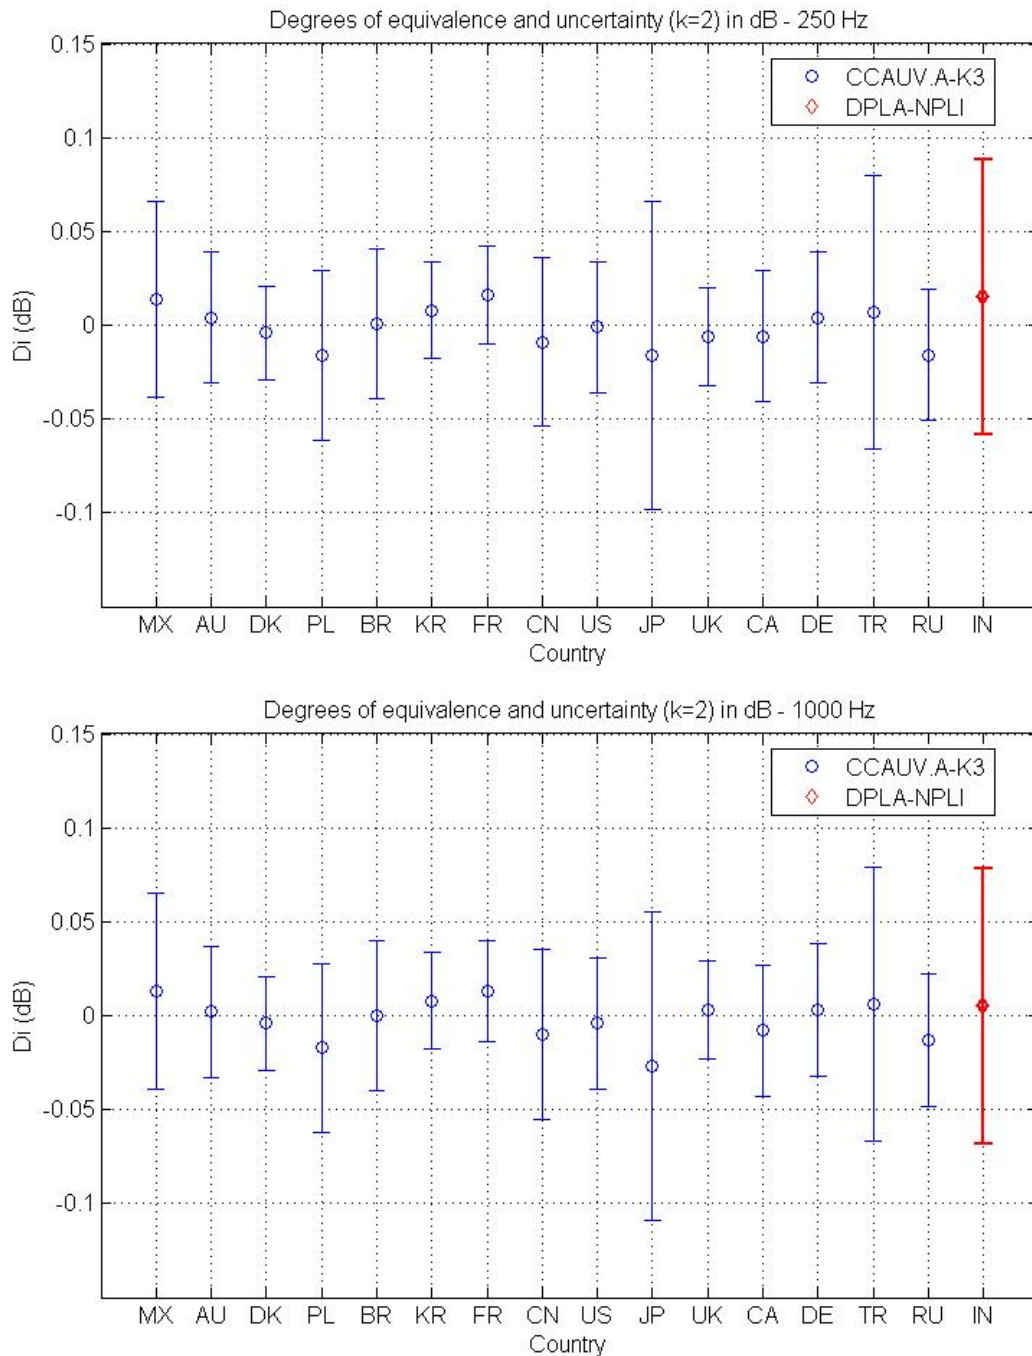 Degrees of equivalence and uncertainty (k=2) in dB - 250 Hz
0.15
CCAUV.A-K3
DPLA-NPLI
0.1
0.05
0
-0.05
-0.1
Di (dB)
MX AU DK PL BR KR FR CN US JP UK CA DE TR RU IN
Country
Degrees of equivalence and uncertainty (k=2) in dB - 1000 Hz
0.15
CCAUV.A-K3
DPLA-NPLI
0.1
0.05
0
-0.05
-0.1
Di (dB)
MX AU DK PL BR KR FR CN US JP UK CA DE TR RU IN
Country